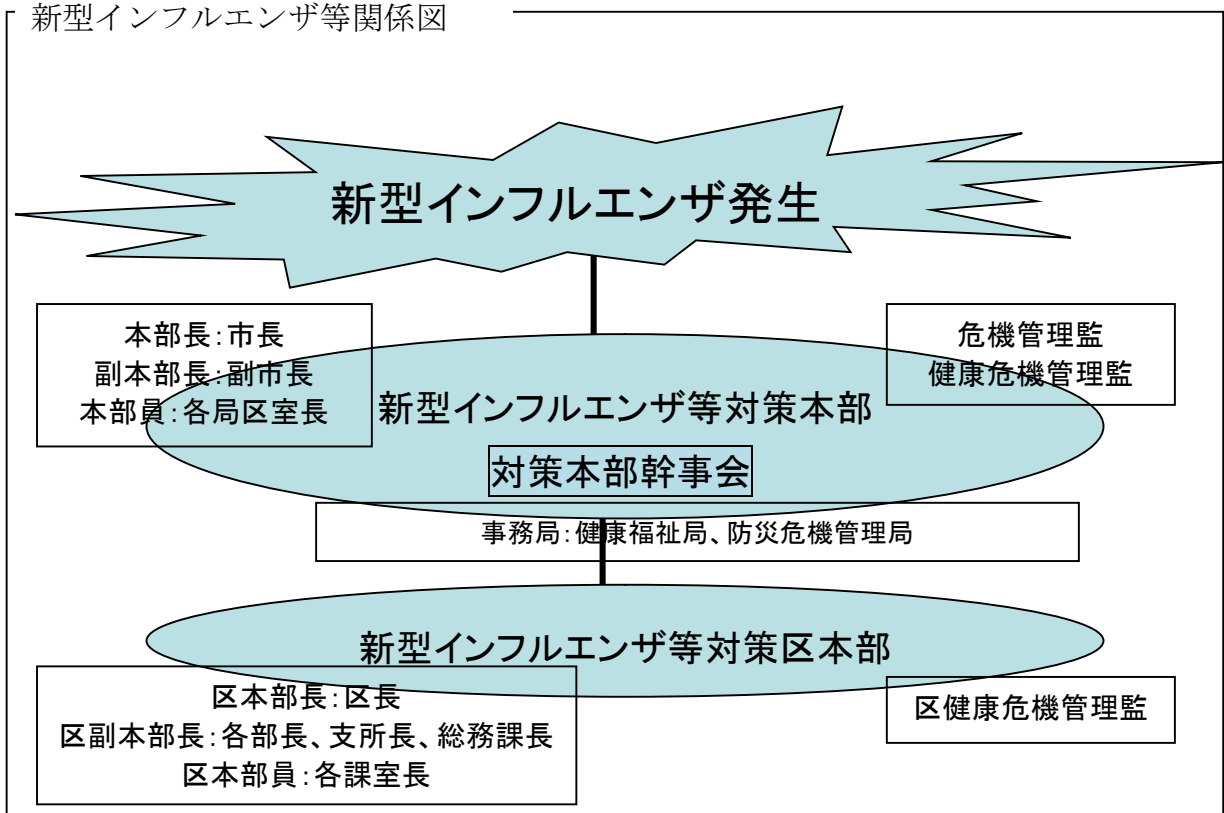 新型インフルエンザ等関係図
新型インフルエンザ発生
本部長：市長
副本部長：副市長
本部員：各局区室長
危機管理監
健康危機管理監
新型インフルエンザ等対策本部
対策本部幹事会
事務局：健康福祉局、防災危機管理局
新型インフルエンザ等対策区本部
区本部長：区長
区副本部長：各部長、支所長、総務課長
区本部員：各課室長
区健康危機管理監